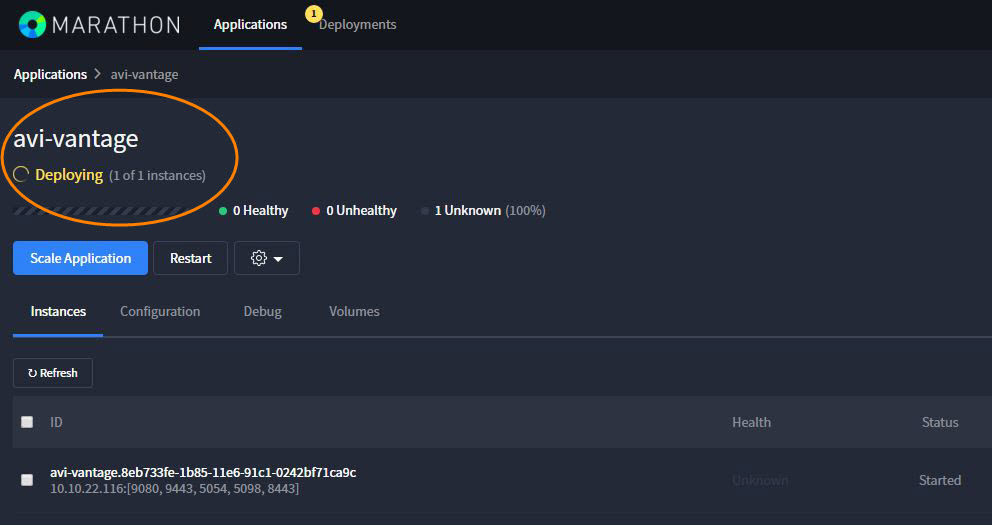 MARATHON
Applications
1
Deployments
Applications > avi-vantage
avi-vantage
Deploying (1 of 1 instances)
0 Healthy 0 Unhealthy 1 Unknown (100%)
Scale Application Restart
Instances Configuration Debug Volumes
↻ Refresh
ID Health Status
avi-vantage.8eb733fe-1b85-11e6-91c1-0242bf71ca9c
10.10.22.116:[9080, 9443, 5054, 5098, 8443] Unknown Started